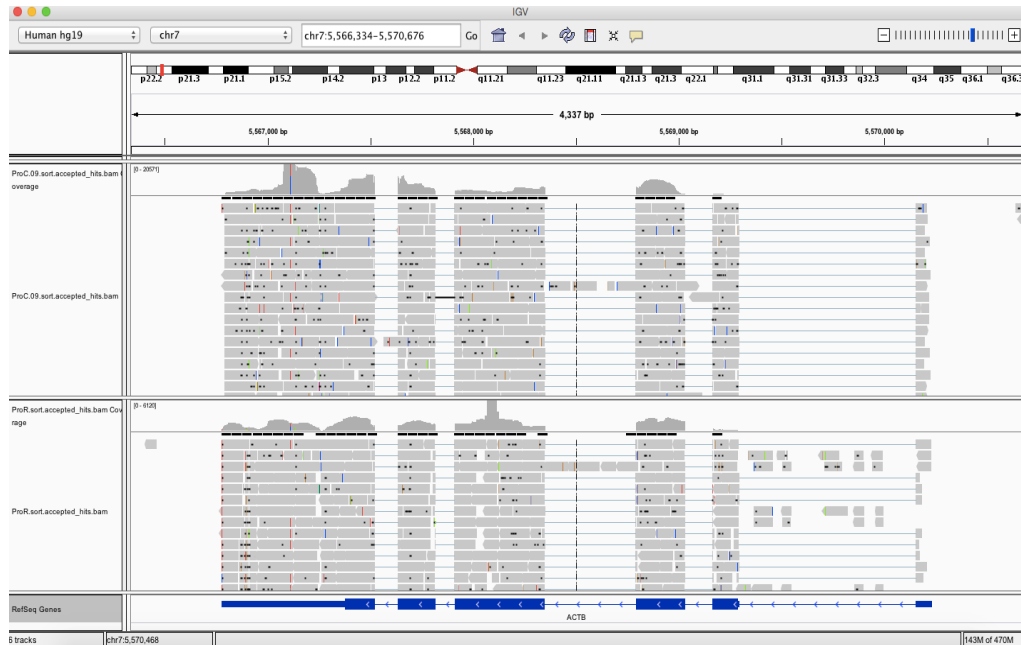 IGV
Human hg19 chr7 chr7:5,566,334-5,570,676 Go
p22.2 p21.3 p21.1 p15.2 p14.2 p13 p12.2 p11.2 q11.21 q11.23 q21.11 q21.13 q21.3 q22.1 q31.1 q31.31 q31.33 q32.3 q34 q35 q36.1 q36.3
4,337 bp
5,567,000 bp 5,568,000 bp 5,569,000 bp 5,570,000 bp
ProC.09.sort.accepted_hits.bam C
overage
[0 - 20571]
ProC.09.sort.accepted_hits.bam
ProR.sort.accepted_hits.bam Cov
rage
[0 - 6120]
ProR.sort.accepted_hits.bam
RefSeq Genes
ACTB
6 tracks chr7:5,570,468 143M of 470M